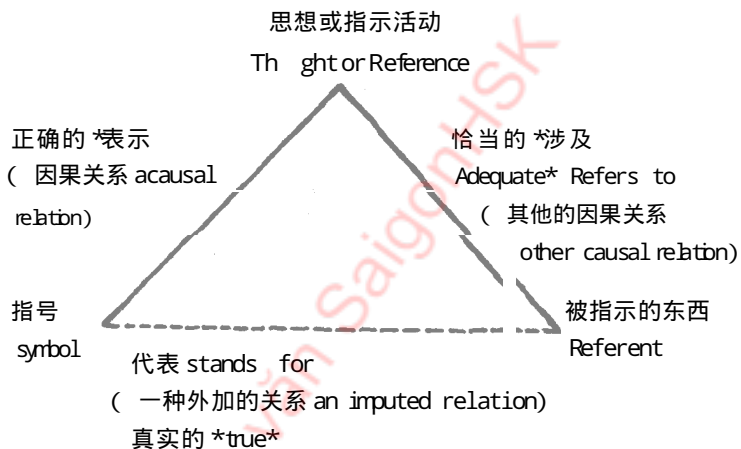 思想或指示活动
Th ght or Reference
正确的 *表示
( 因果关系 acausal
relation)
恰当的 *涉及
Adequate* Refers to
( 其他的因果关系
other causal relation)
指号
symbol
被指示的东西
Referent
代表 stands for
( 一种外加的关系 an imputed relation)
真实的 *true*
văn SaigonHSK